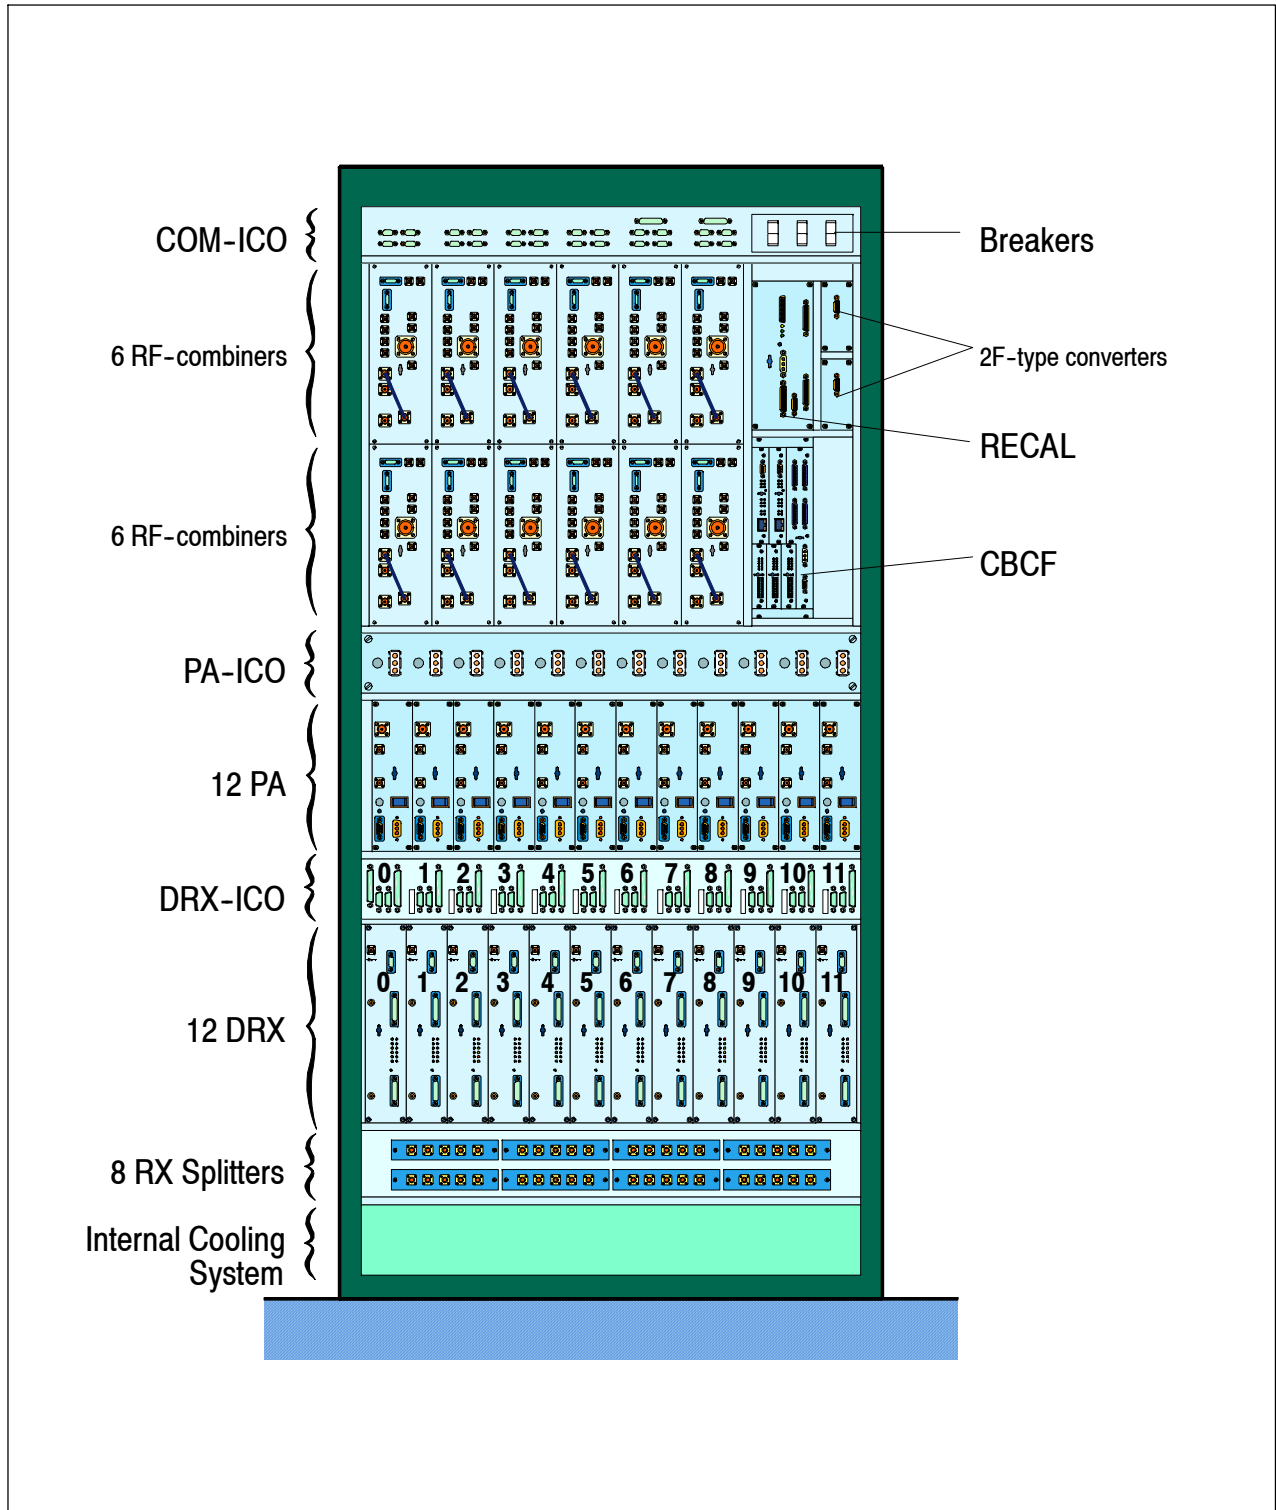 COM-ICO
Breakers
6 RF-combiners
2F-type converters
RECAL
6 RF-combiners
CBCF
PA-ICO
12 PA
DRX-ICO
0 1 2 3 4 5 6 7 8 9 10 11
12 DRX
0 1 2 3 4 5 6 7 8 9 10 11
8 RX Splitters
Internal Cooling
System